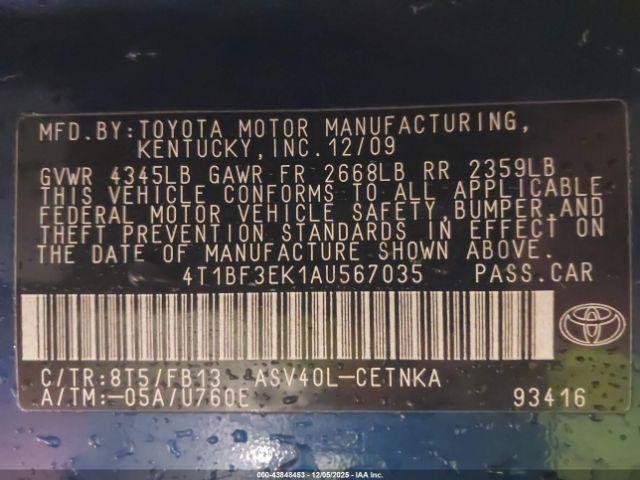 MFD.BY:TOYOTA MOTOR MANUFACTURING,
KENTUCKY,INC.12/09
GVWR 4345LB GAWR FR 2668LB RR 2359LB
THIS VEHICLE CONFORMS TO ALL APPLICABLE
FEDERAL MOTOR VEHICLE SAFETY,BUMPER,AND
THEFT PREVENTION STANDARDS IN EFFECT ON
THE DATE OF MANUFACTURE SHOWN ABOVE.
4T1BF3EK1AU567035 PASS.CAR
C/TR:8T5/FB13 ASV40L-CETNKA
A/TM:-05A/U760E 93416
000-43848453 - 12/05/2025 - IAA, Inc.